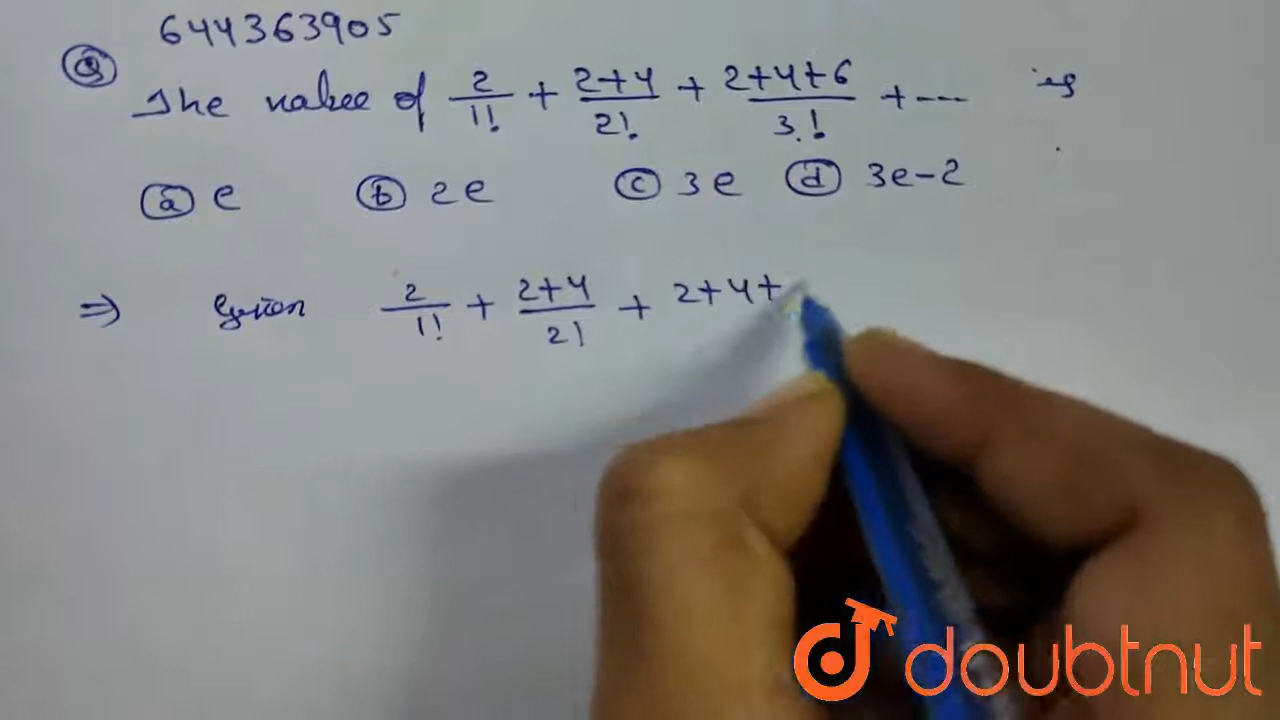 644363905
Q
The value of 2/1! + 2+4/2! + 2+4+6/3! + --- is
(a) e (b) 2e (c) 3e (d) 3e-2
⇒ Given 2/1! + 2+4/2! + 2+4+
doubtnut